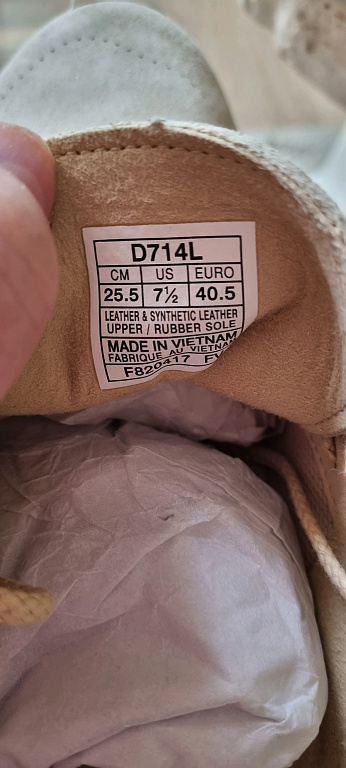 D714L
CM US EURO
25.5 7½ 40.5
LEATHER & SYNTHETIC LEATHER
UPPER / RUBBER SOLE
MADE IN VIETNAM
FABRIQUE AU VIETNAM
F820417